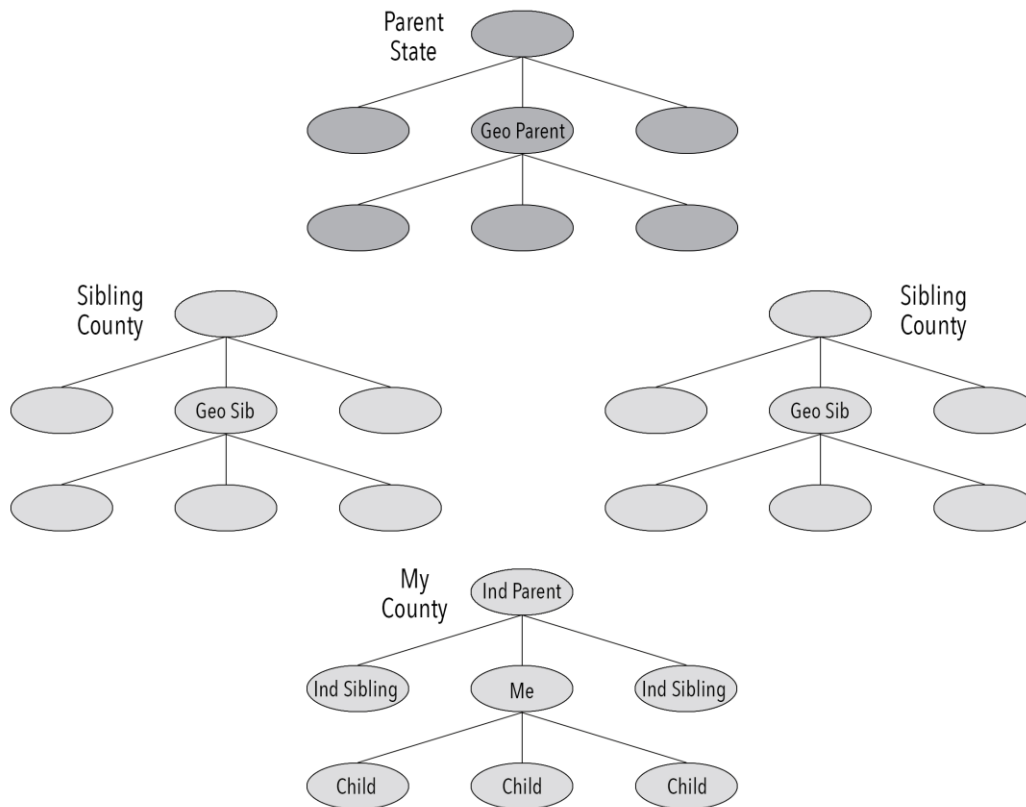 Parent
State
Geo Parent
Sibling
County
Sibling
County
Geo Sib
Geo Sib
My
County
Ind Parent
Ind Sibling
Me
Ind Sibling
Child
Child
Child